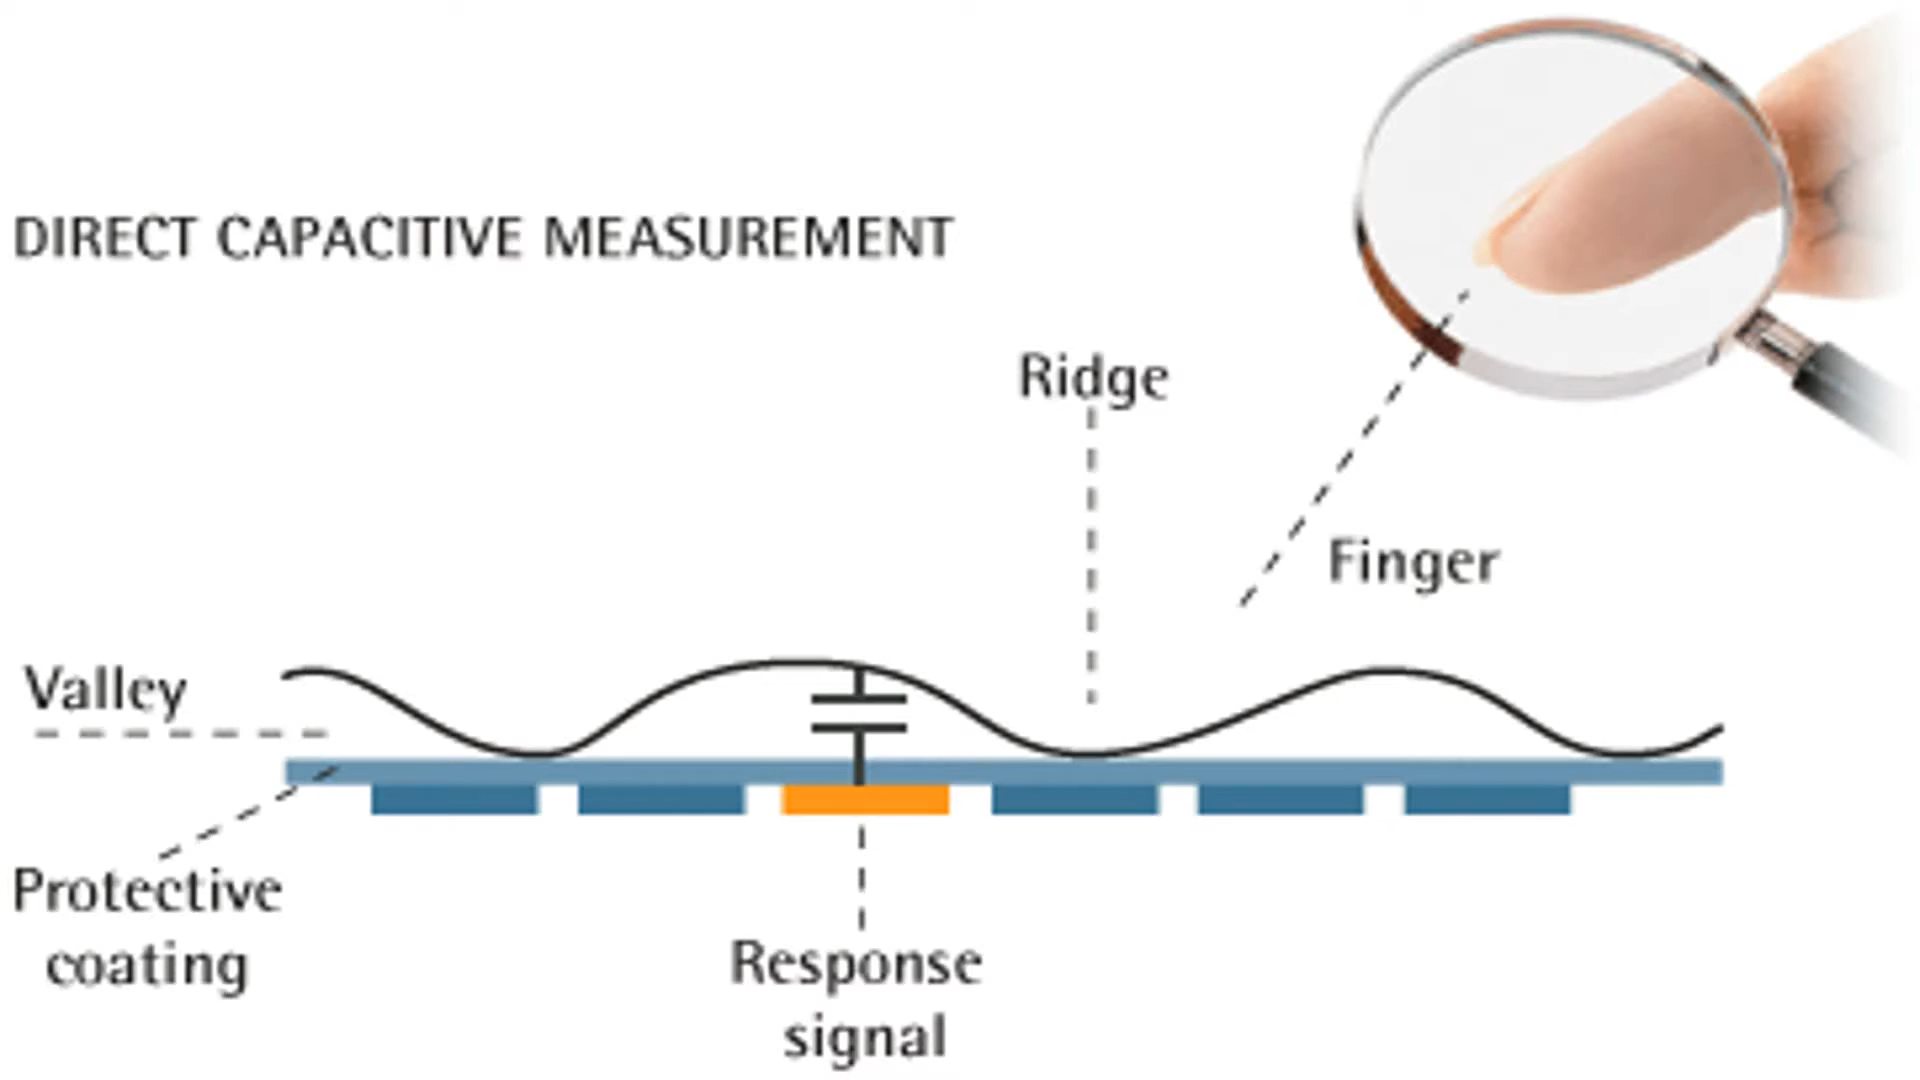 DIRECT CAPACITIVE MEASUREMENT
Ridge
Finger
Valley
Protective
coating
Response
signal